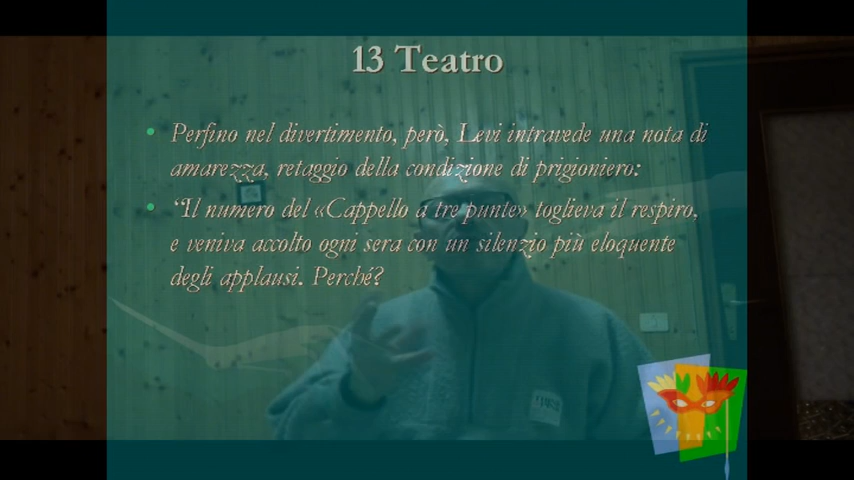 13 Teatro
• Perfino nel divertimento, però, Levi intravede una nota di
amarezza, retaggio della condizione di prigioniero:
• “Il numero del «Cappello a tre punte» toglieva il respiro,
e veniva accolto ogni sera con un silenzio più eloquente
degli applausi. Perché?